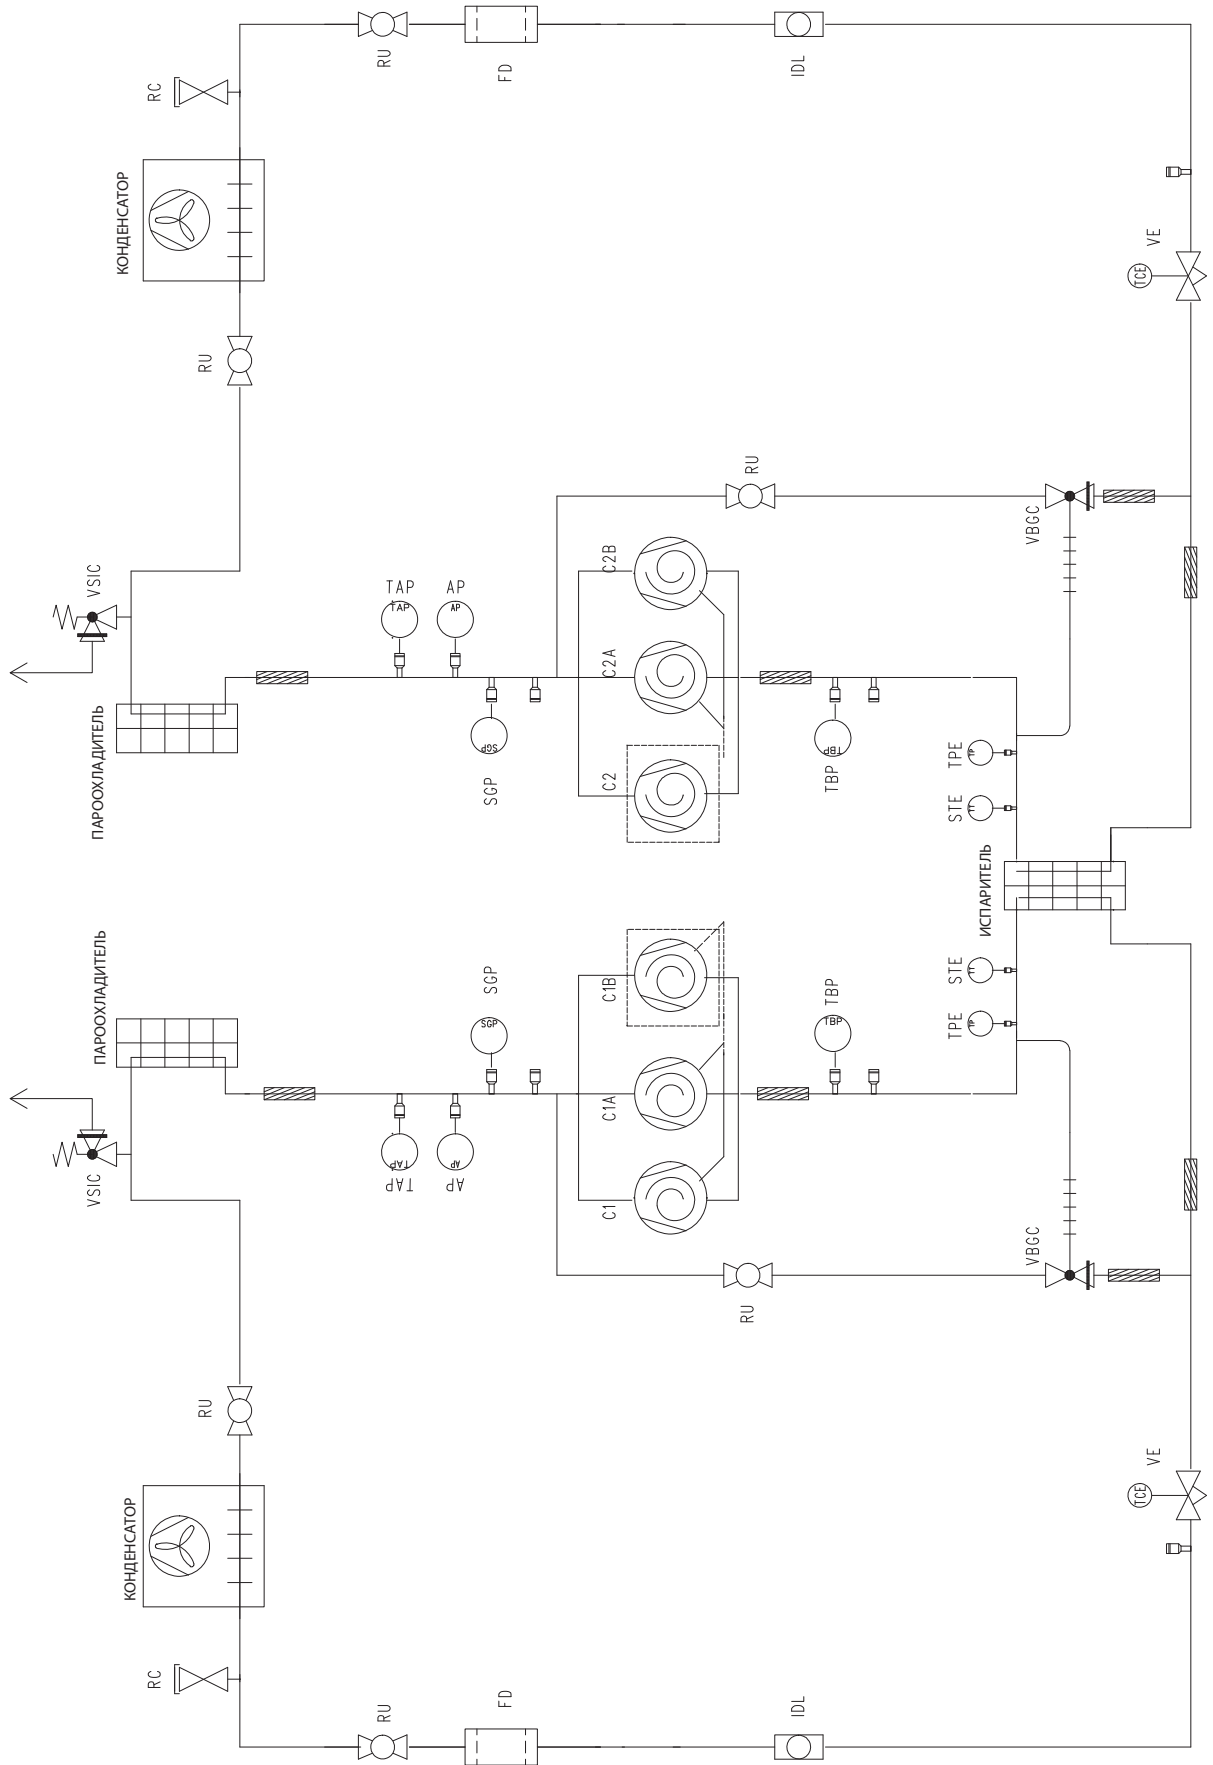 VSIC
ПАРООХЛАДИТЕЛЬ
ПАРООХЛАДИТЕЛЬ
VSIC
КОНДЕНСАТОР
КОНДЕНСАТОР
RC
RC
RU
RU
RU
TAP
TAP
TAP
TAP
RU
AP
AP
AP
AP
FD
SGP
SGP
SGP
SGP
FD
C1
C1A
C1B
C2
C2A
C2B
RU
RU
IDL
TBP
TBP
TBP
TBP
IDL
TPE
STE
STE
TPE
ИСПАРИТЕЛЬ
VBGC
VBGC
TCE
VE
TCE
VE